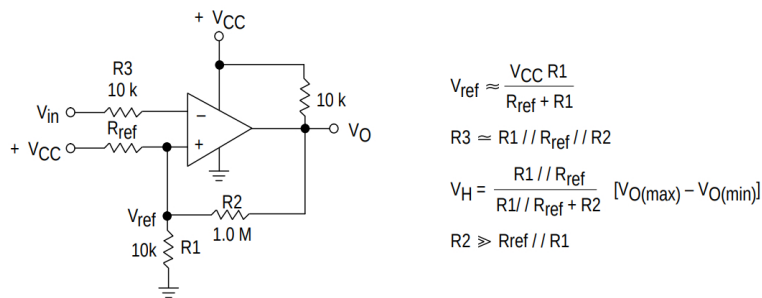 + VCC
R3
10 k
Vin
Rref
+ VCC
−
+
10 k
VO
Vref
R2
1.0 M
10k
R1
Vref ≃ VCC R1 / Rref + R1
R3 ≃ R1 / / Rref / / R2
VH = R1 / / Rref / R1/ / Rref + R2 [VO(max) – VO(min)]
R2 ≫ Rref / / R1